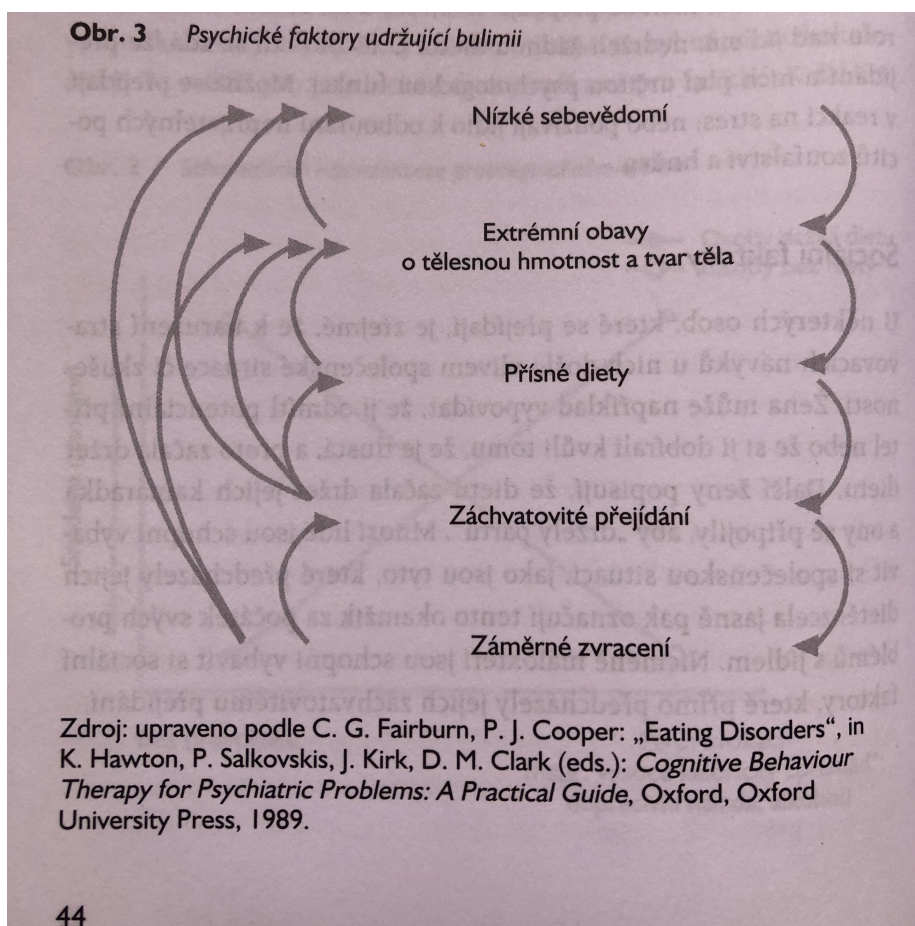 Obr. 3 Psychické faktory udržující bulimii
Nízké sebevědomí
Extrémní obavy
o tělesnou hmotnost a tvar těla
Přísné diety
Záchvatovité přejídání
Záměrné zvracení
Zdroj: upraveno podle C. G. Fairburn, P. J. Cooper: „Eating Disorders“, in
K. Hawton, P. Salkovskis, J. Kirk, D. M. Clark (eds.): Cognitive Behaviour
Therapy for Psychiatric Problems: A Practical Guide, Oxford, Oxford
University Press, 1989.
44